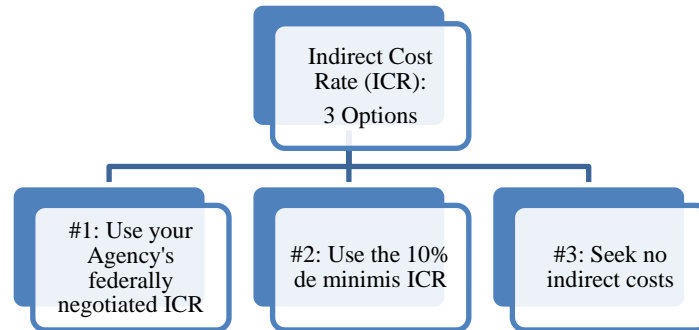 Indirect Cost
Rate (ICR):
3 Options
#1: Use your
Agency's
federally
negotiated ICR
#2: Use the 10%
de minimis ICR
#3: Seek no
indirect costs